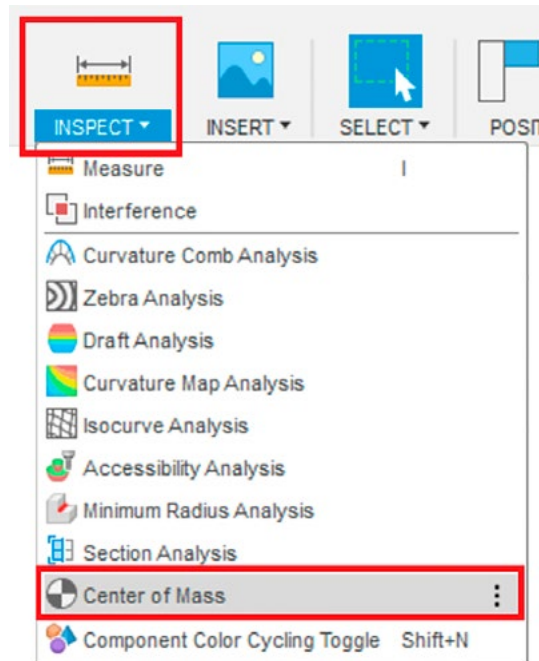 INSPECT INSERT SELECT
Measure I
Interference
Curvature Comb Analysis
Zebra Analysis
Draft Analysis
Curvature Map Analysis
Isocurve Analysis
Accessibility Analysis
Minimum Radius Analysis
Section Analysis
Center of Mass
Component Color Cycling Toggle Shift+N